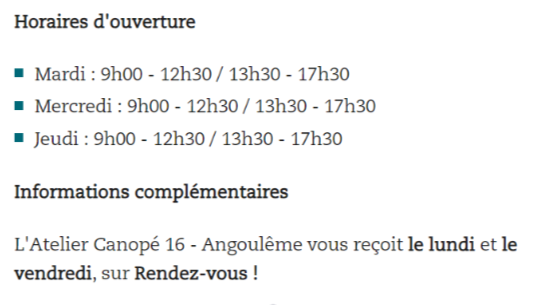 Horaires d'ouverture
Mardi : 9h00 - 12h30 / 13h30 - 17h30
Mercredi : 9h00 - 12h30 / 13h30 - 17h30
Jeudi : 9h00 - 12h30 / 13h30 - 17h30
Informations complémentaires
L'Atelier Canopé 16 - Angoulême vous reçoit le lundi et le
vendredi, sur Rendez-vous !